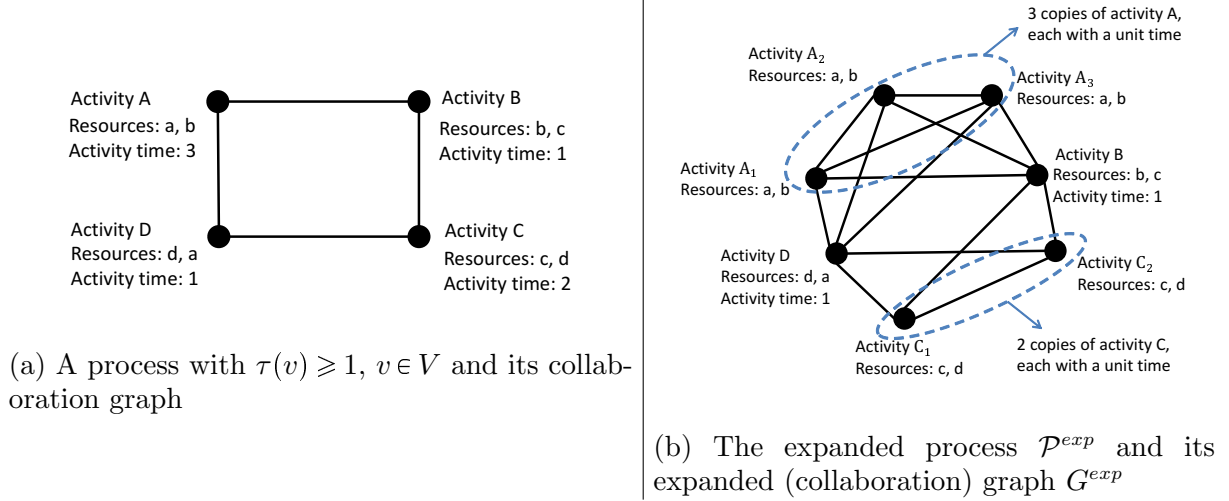 Activity A
Resources: a, b
Activity time: 3
Activity B
Resources: b, c
Activity time: 1
Activity D
Resources: d, a
Activity time: 1
Activity C
Resources: c, d
Activity time: 2
(a) A process with τ(v) ⩾ 1, v ∈ V and its collab-
oration graph
3 copies of activity A,
each with a unit time
Activity A₂
Resources: a, b
Activity A₃
Resources: a, b
Activity A₁
Resources: a, b
Activity B
Resources: b, c
Activity time: 1
Activity D
Resources: d, a
Activity time: 1
Activity C₂
Resources: c, d
Activity C₁
Resources: c, d
2 copies of activity C,
each with a unit time
(b) The expanded process 𝒫ᵉˣᵖ and its
expanded (collaboration) graph Gᵉˣᵖ